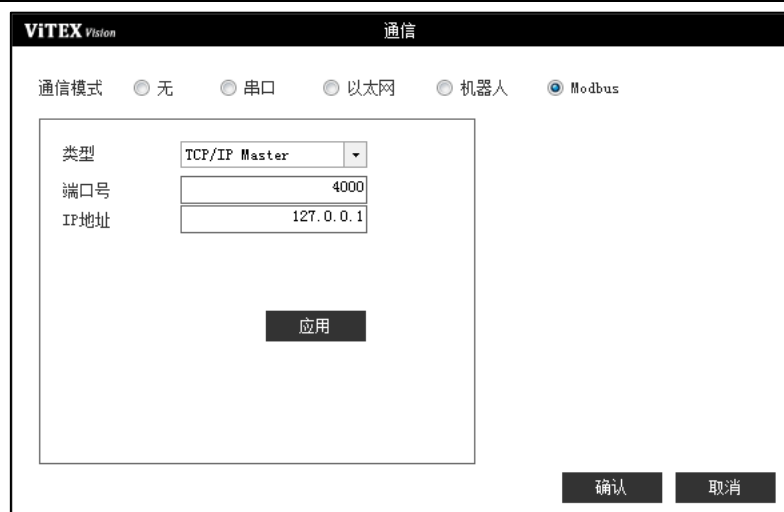 ViTEX Vision 通信
通信模式 无 串口 以太网 机器人 Modbus
类型 TCP/IP Master
端口号 4000
IP地址 127.0.0.1
应用
确认 取消